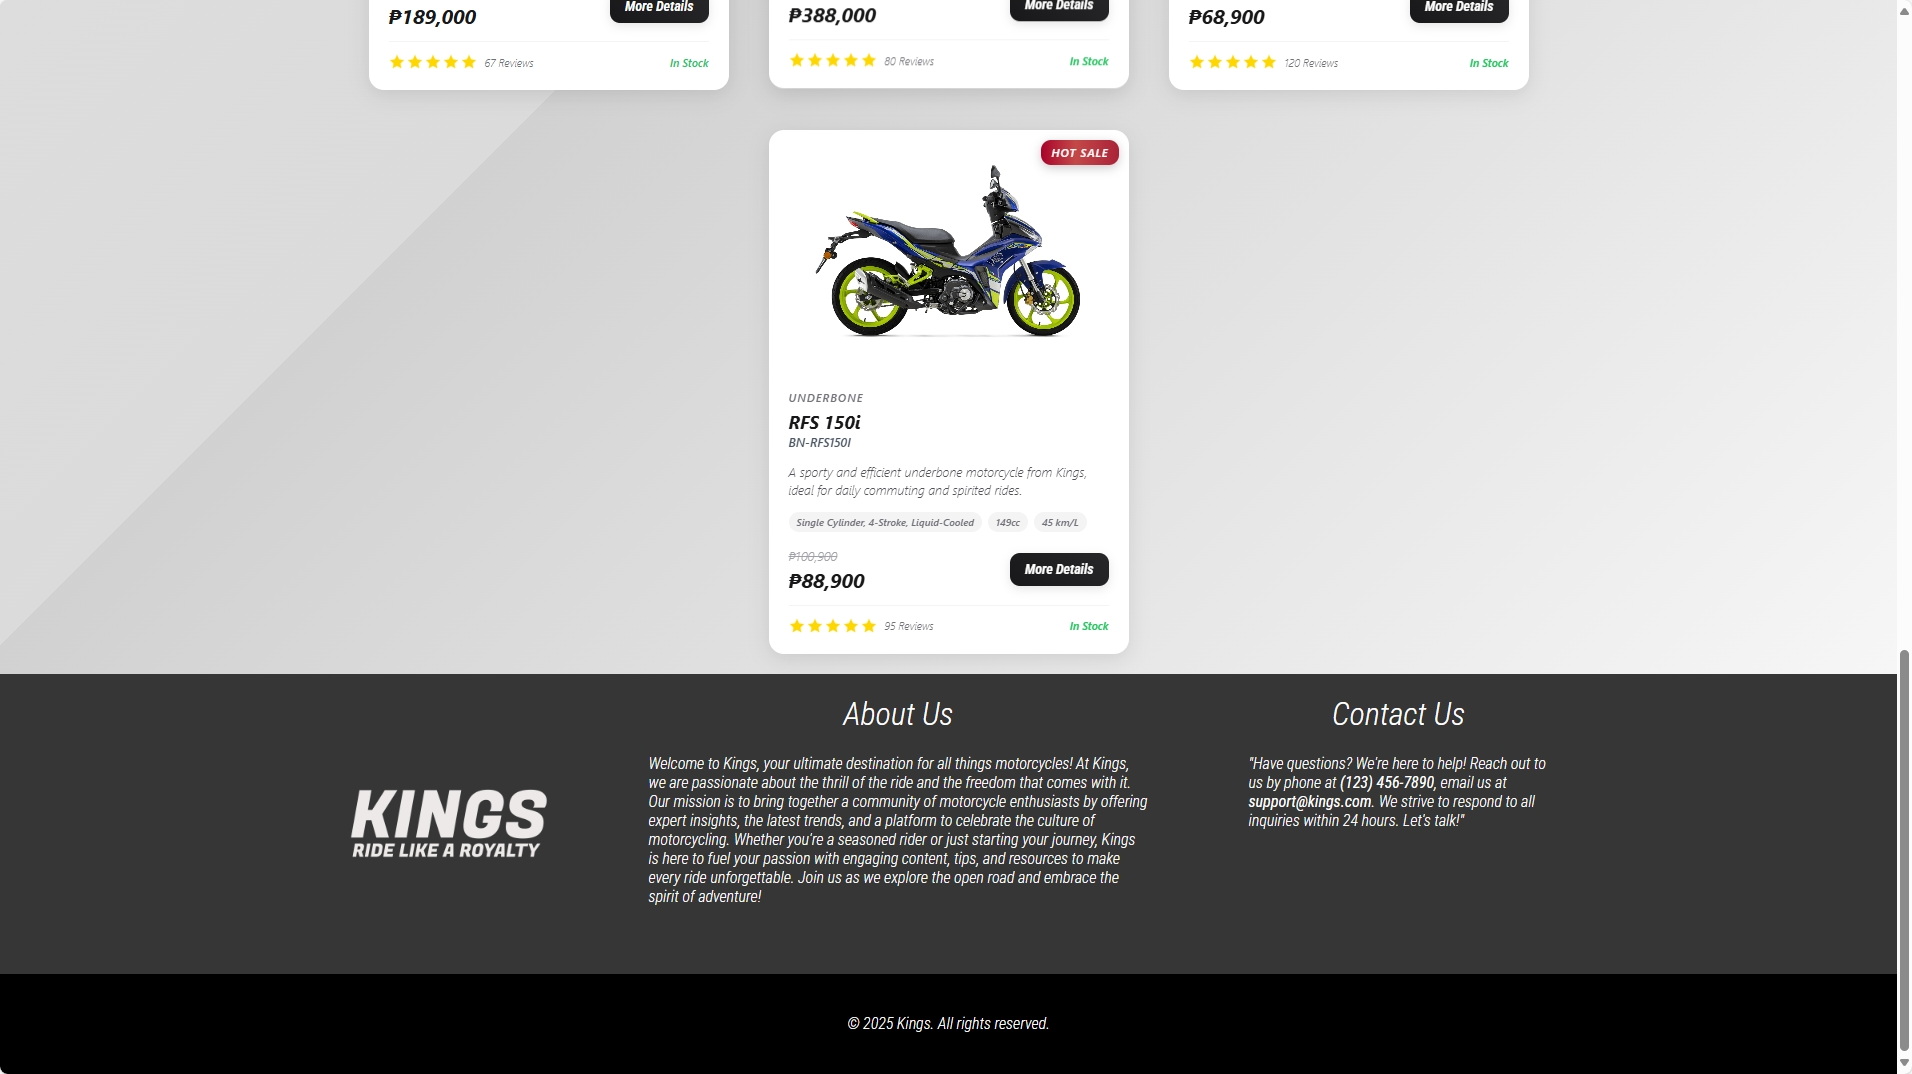 More Details
₱189,000
67 Reviews
In Stock
More Details
₱388,000
80 Reviews
In Stock
More Details
₱68,900
120 Reviews
In Stock
HOT SALE
UNDERBONE
RFS 150i
BN-RFS150I
A sporty and efficient underbone motorcycle from Kings,
ideal for daily commuting and spirited rides.
Single Cylinder, 4-Stroke, Liquid-Cooled 149cc 45 km/L
₱100,900
₱88,900
More Details
95 Reviews
In Stock
KINGS
RIDE LIKE A ROYALTY
About Us
Welcome to Kings, your ultimate destination for all things motorcycles! At Kings,
we are passionate about the thrill of the ride and the freedom that comes with it.
Our mission is to bring together a community of motorcycle enthusiasts by offering
expert insights, the latest trends, and a platform to celebrate the culture of
motorcycling. Whether you're a seasoned rider or just starting your journey, Kings
is here to fuel your passion with engaging content, tips, and resources to make
every ride unforgettable. Join us as we explore the open road and embrace the
spirit of adventure!
Contact Us
"Have questions? We're here to help! Reach out to
us by phone at (123) 456-7890, email us at
support@kings.com. We strive to respond to all
inquiries within 24 hours. Let's talk!"
© 2025 Kings. All rights reserved.